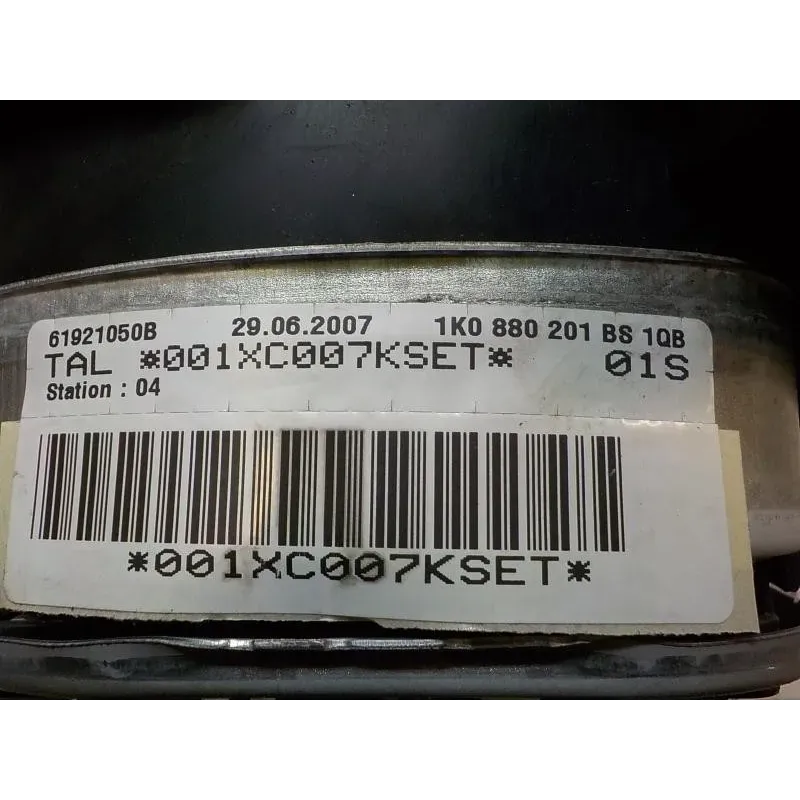 61921050B 29.06.2007 1K0 880 201 BS 1QB
TAL *001XC007KSET* 01S
Station : 04
*001XC007KSET*